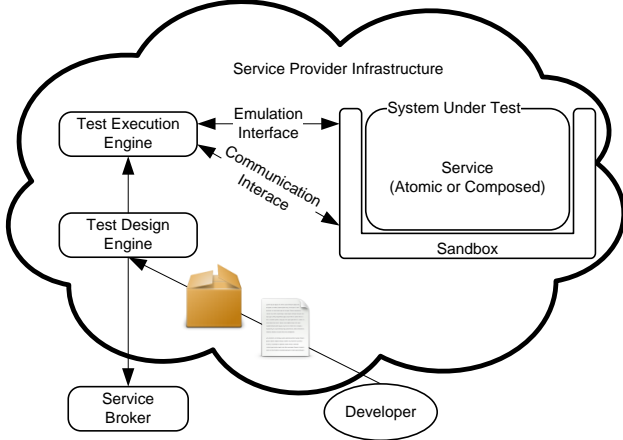 Service Provider Infrastructure
Test Execution
Engine
Emulation
Interface
Communication
Interace
System Under Test
Service
(Atomic or Composed)
Sandbox
Test Design
Engine
Service
Broker
Developer